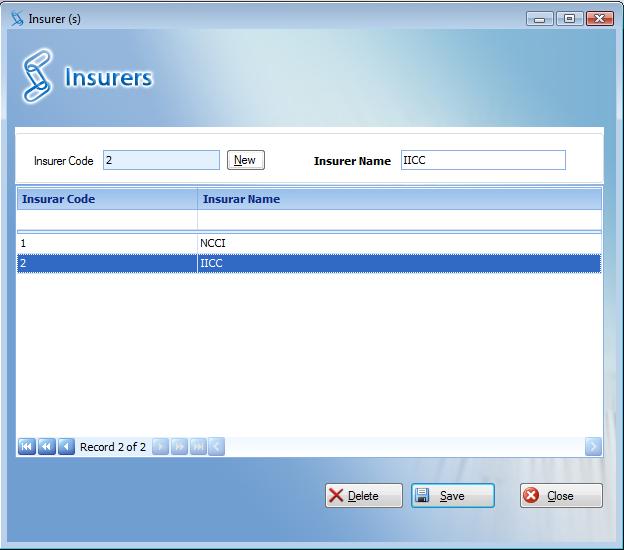 Insurer (s)
Insurers
Insurer Code 2 New Insurer Name IICC
Insurar Code Insurar Name
1 NCCI
2 IICC
Record 2 of 2
Delete Save Close